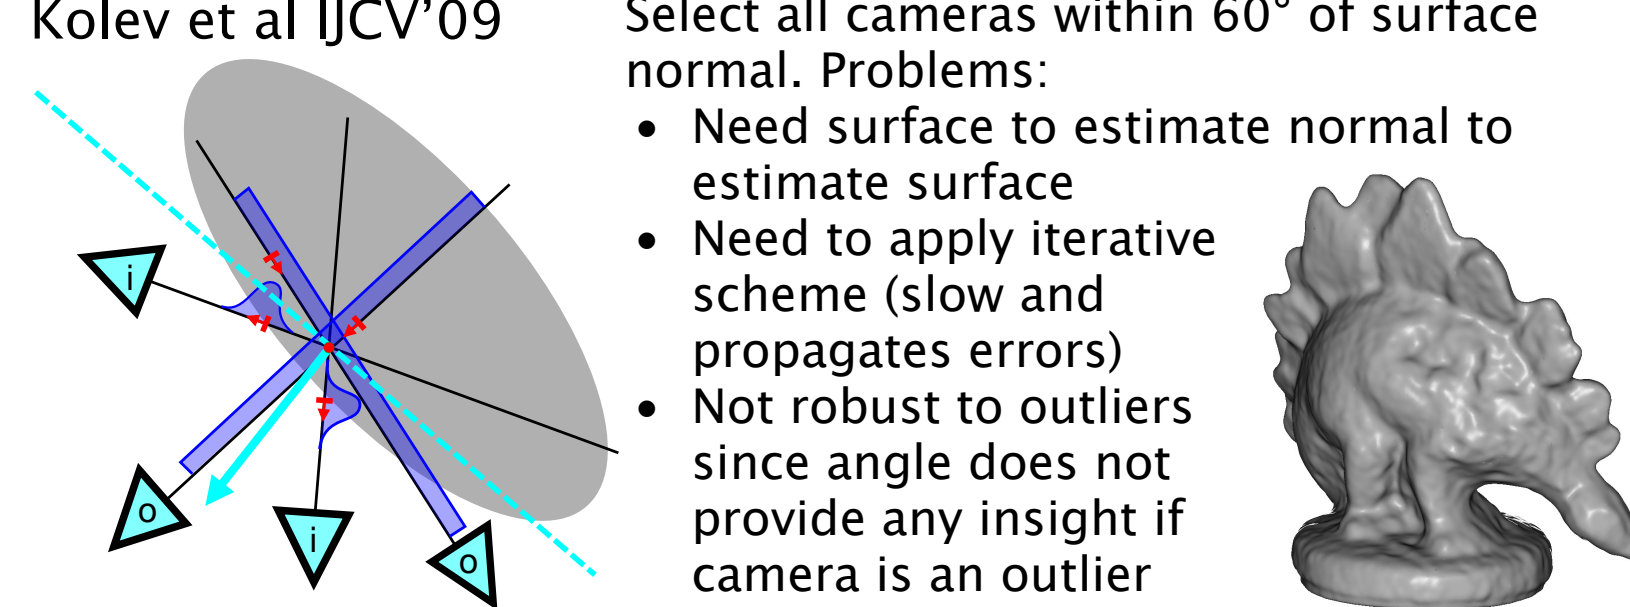 Kolev et al IJCV’09
Select all cameras within 60° of surface
normal. Problems:
• Need surface to estimate normal to
estimate surface
• Need to apply iterative
scheme (slow and
propagates errors)
• Not robust to outliers
since angle does not
provide any insight if
camera is an outlier
i
o
i
o